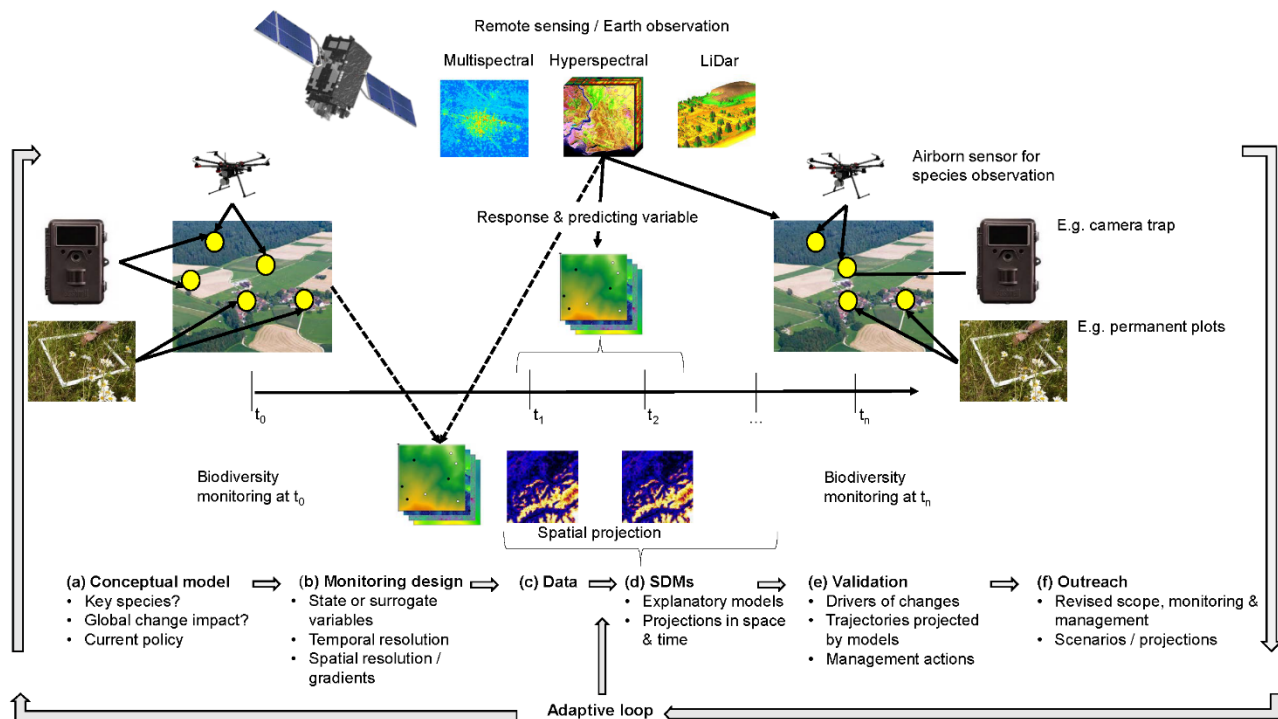 Remote sensing / Earth observation
Multispectral
Hyperspectral
LiDar
Airborn sensor for
species observation
Response & predicting variable
E.g. camera trap
E.g. permanent plots
t0
t1
t2
...
tn
Biodiversity
monitoring at t0
Biodiversity
monitoring at tn
Spatial projection
(a) Conceptual model
• Key species?
• Global change impact?
• Current policy
(b) Monitoring design
• State or surrogate
variables
• Temporal resolution
• Spatial resolution /
gradients
(c) Data
(d) SDMs
• Explanatory models
• Projections in space
& time
(e) Validation
• Drivers of changes
• Trajectories projected
by models
• Management actions
(f) Outreach
• Revised scope, monitoring &
management
• Scenarios / projections
Adaptive loop